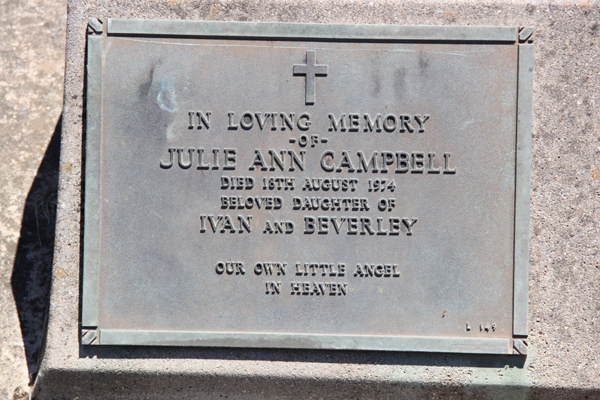 IN LOVING MEMORY
-OF-
JULIE ANN CAMPBELL
DIED 18TH AUGUST 1974
BELOVED DAUGHTER OF
IVAN AND BEVERLEY
OUR OWN LITTLE ANGEL
IN HEAVEN
L